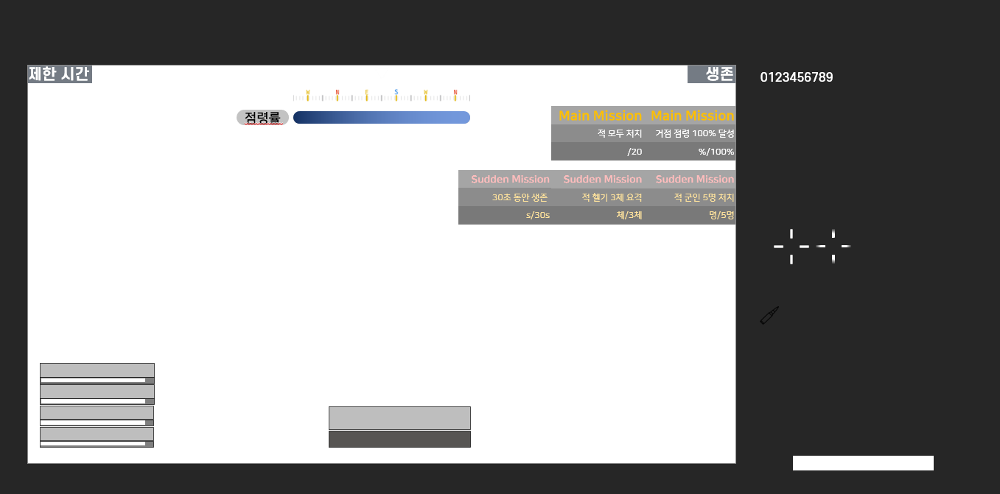 제한 시간
생존
0123456789
W N E S W N
점령률
Main Mission Main Mission
적 모두 처치 거점 점령 100% 달성
/20 %/100%
Sudden Mission Sudden Mission Sudden Mission
30초 동안 생존 적 헬기 3체 요격 적 군인 5명 처치
s/30s 체/3체 명/5명